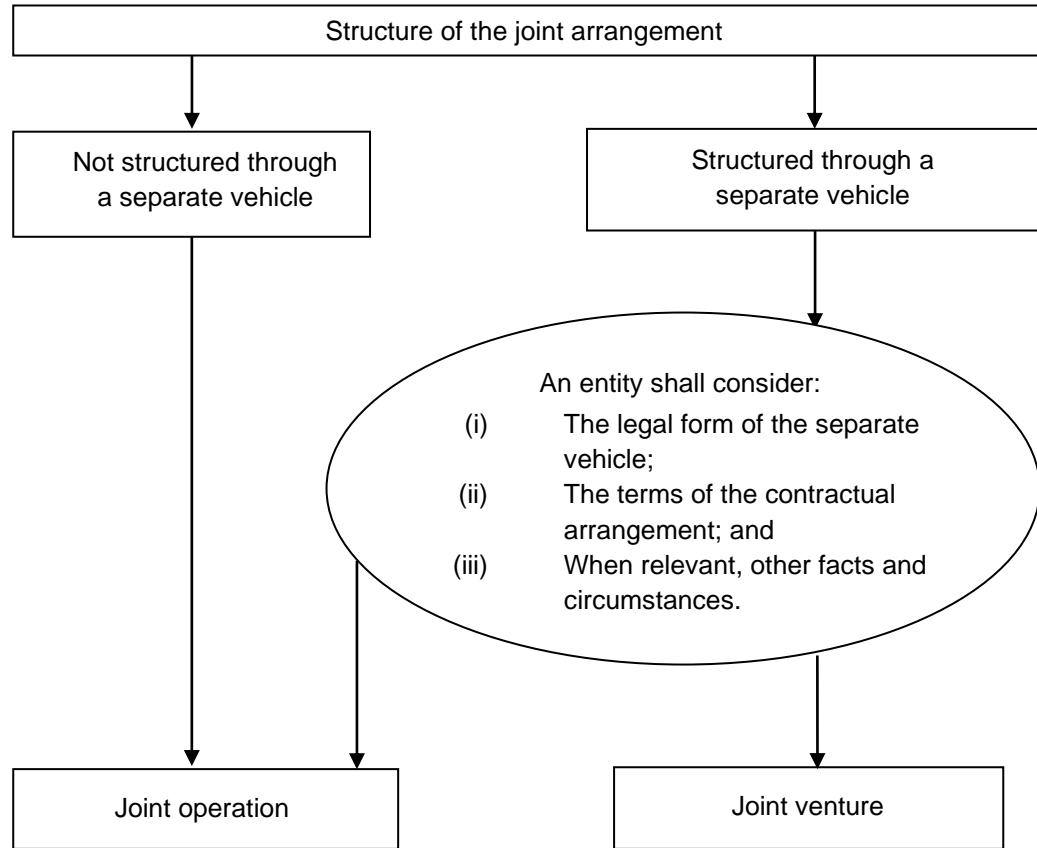 Structure of the joint arrangement
Not structured through
a separate vehicle
Structured through a
separate vehicle
An entity shall consider:
(i) The legal form of the separate
vehicle;
(ii) The terms of the contractual
arrangement; and
(iii) When relevant, other facts and
circumstances.
Joint operation
Joint venture